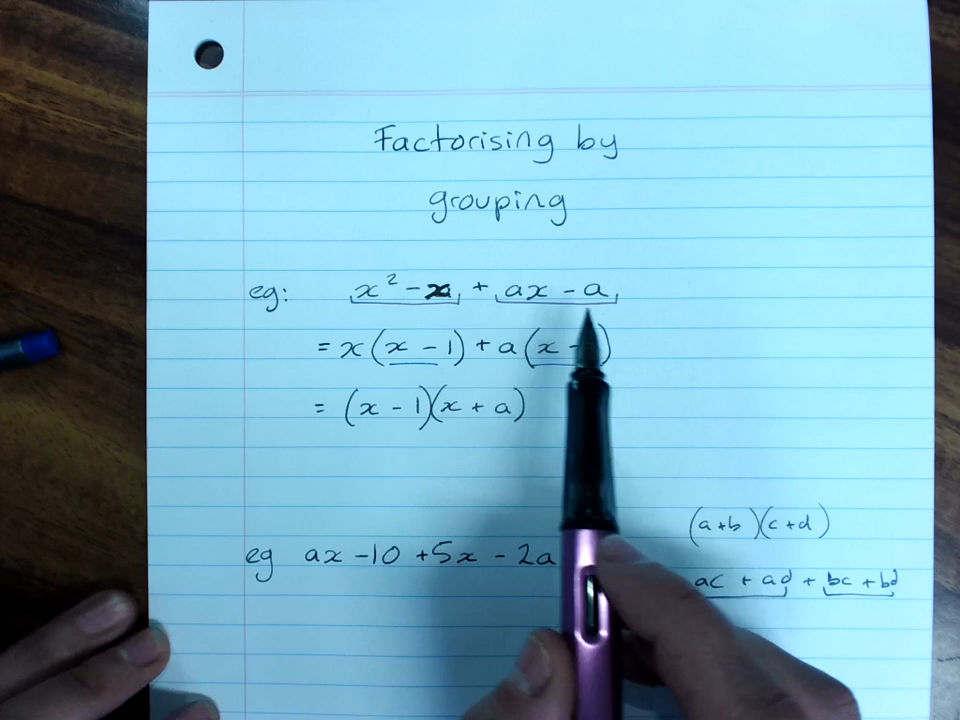 Factorising by
grouping
eg: x² - x + ax - a
= x(x - 1) + a(x -
= (x - 1)(x + a)
(a+b)(c+d)
eg ax - 10 + 5x - 2a
ac + ad + bc + bd